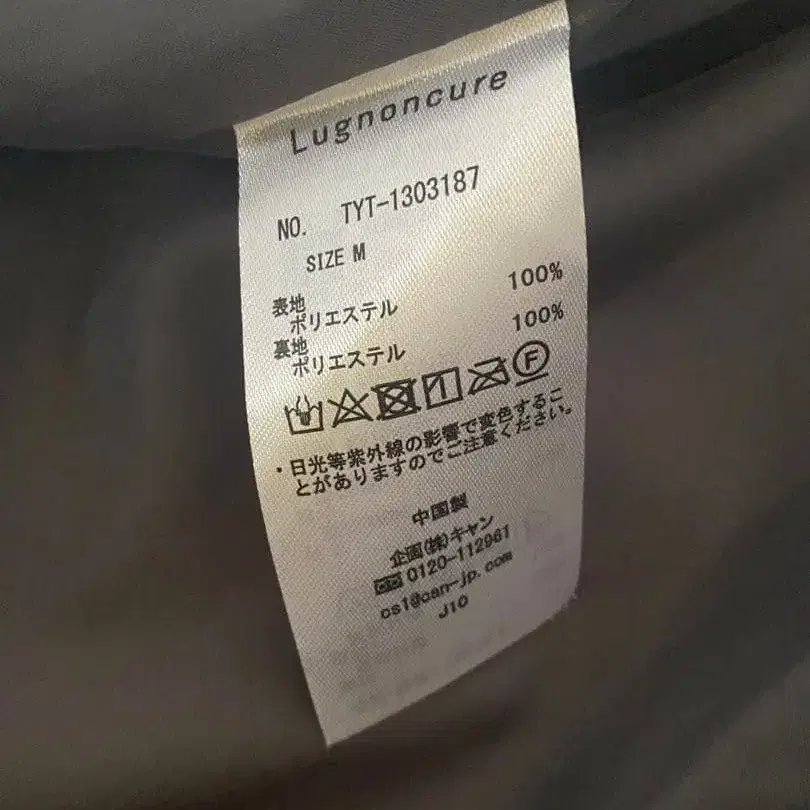 Lugnoncure
NO. TYT-1303187
SIZE M
表地
ポリエステル 100%
裏地
ポリエステル 100%
F
・日光等紫外線の影響で変色するこ
とがありますのでご注意ください。
中国製
企画(株)キャン
0120-112961
cs1@can-jp.com
J10